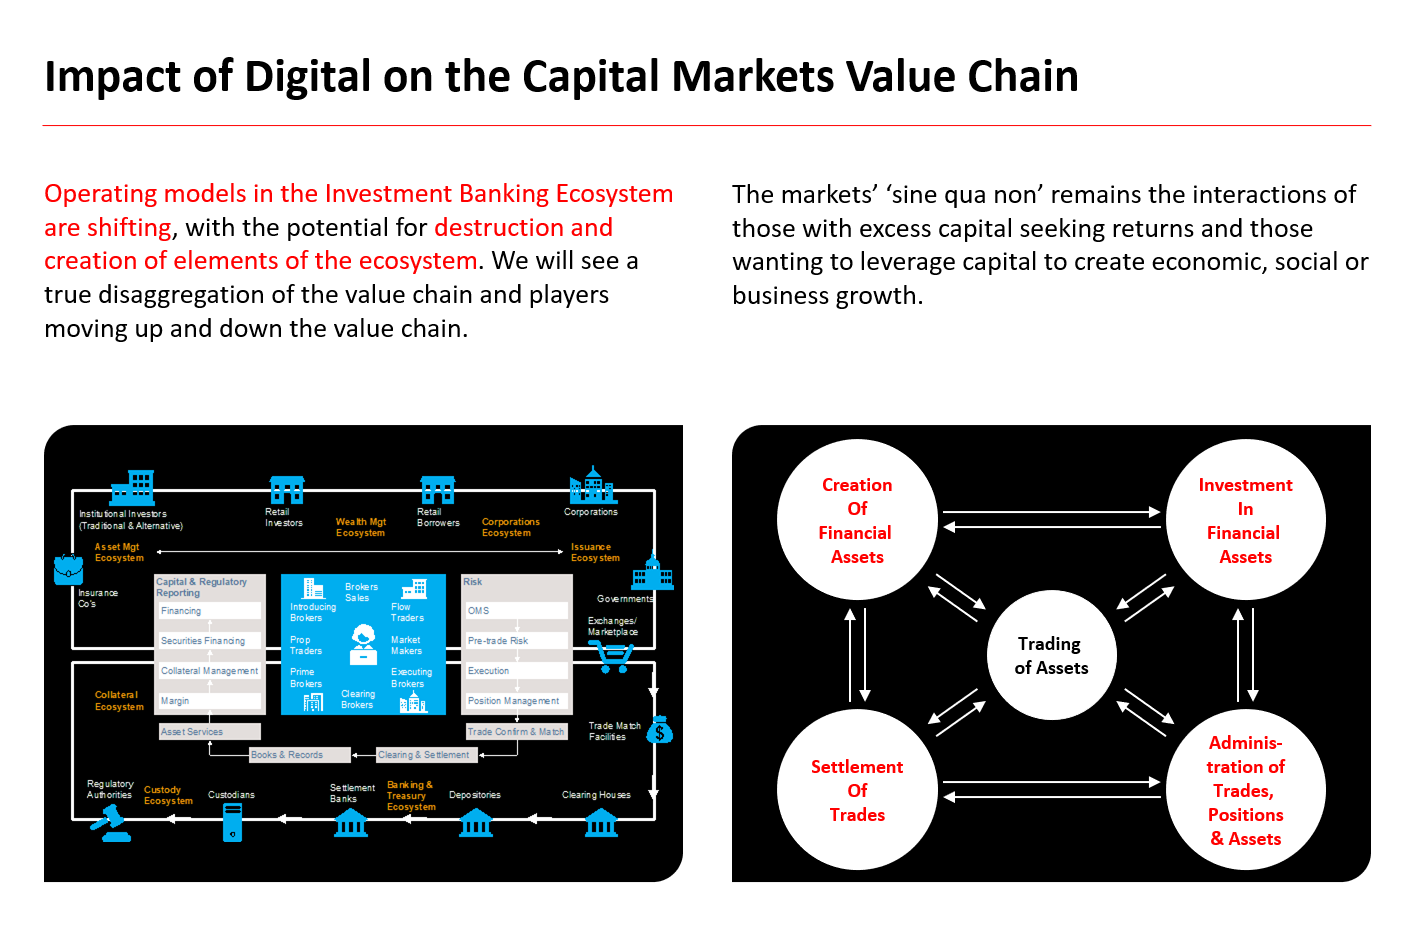 Impact of Digital on the Capital Markets Value Chain
Operating models in the Investment Banking Ecosystem
are shifting, with the potential for destruction and
creation of elements of the ecosystem. We will see a
true disaggregation of the value chain and players
moving up and down the value chain.
The markets’ ‘sine qua non’ remains the interactions of
those with excess capital seeking returns and those
wanting to leverage capital to create economic, social or
business growth.
Institutional Investors
(Traditional & Alternative)
Retail
Investors
Wealth Mgt
Ecosystem
Retail
Borrowers
Corporations
Ecosystem
Corporations
Asset Mgt
Ecosystem
Issuance
Ecosystem
Insurance
Co's
Governments
Exchanges/
Marketplace
Capital & Regulatory
Reporting
Financing
Securities Financing
Collateral Management
Margin
Asset Services
Brokers
Sales
Introducing
Brokers
Flow
Traders
Prop
Traders
Market
Makers
Prime
Brokers
Executing
Brokers
Clearing
Brokers
Risk
OMS
Pre-trade Risk
Execution
Position Management
Trade Confirm & Match
Books & Records
Clearing & Settlement
Collateral
Ecosystem
Trade Match
Facilities
$
Regulatory
Authorities
Custody
Ecosystem
Custodians
Settlement
Banks
Banking &
Treasury
Ecosystem
Depositories
Clearing Houses
Creation
Of
Financial
Assets
Investment
In
Financial
Assets
Trading
of Assets
Settlement
Of
Trades
Adminis-
tration of
Trades,
Positions
& Assets